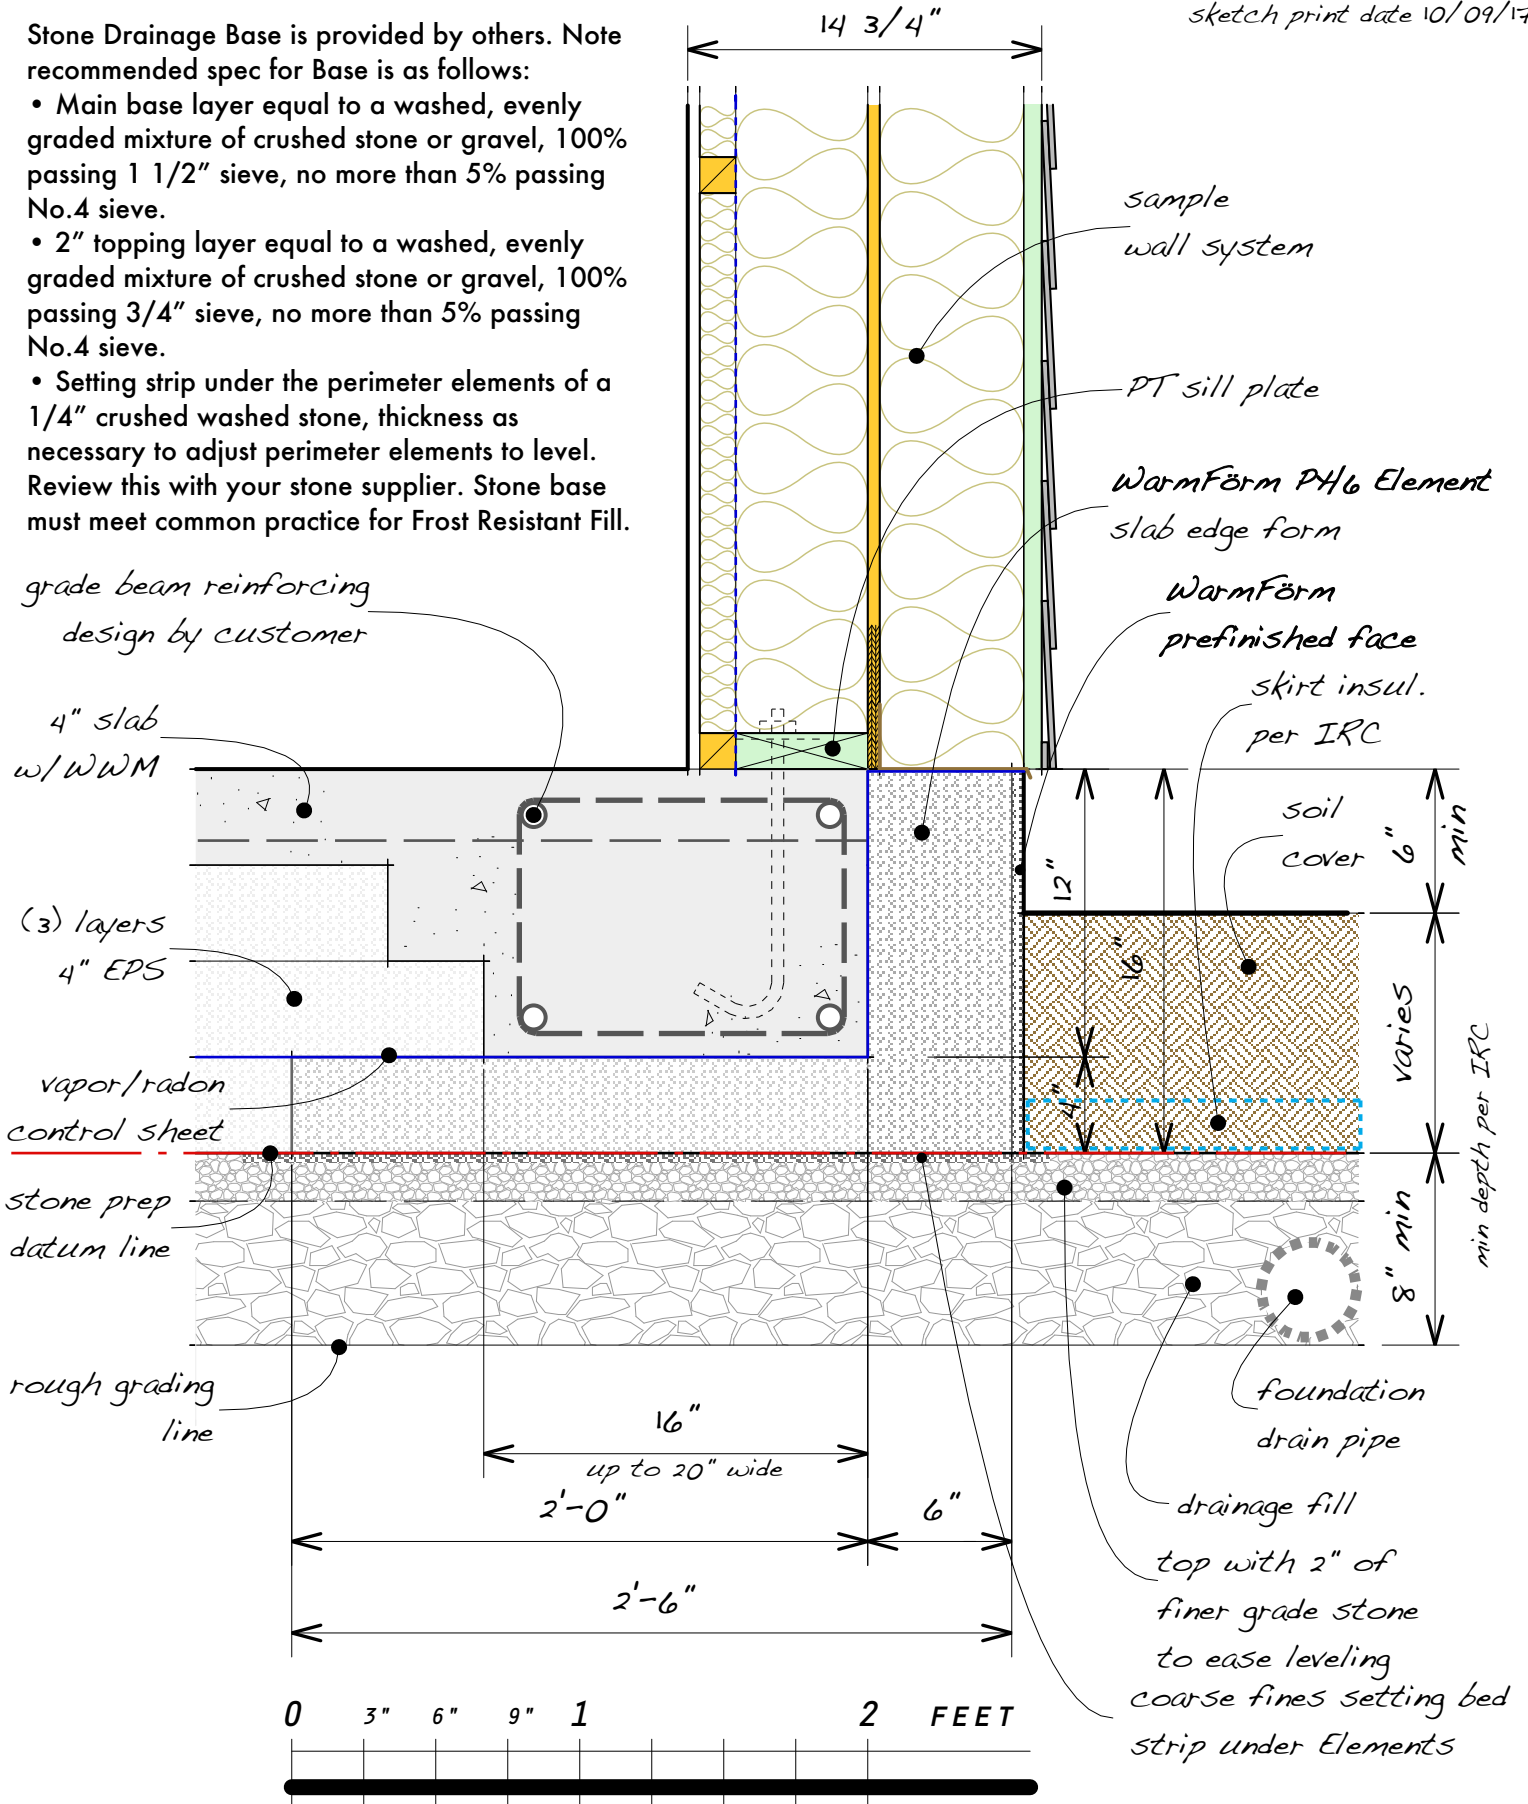 sketch print date 10/09/17
14 3/4"
Stone Drainage Base is provided by others. Note
recommended spec for Base is as follows:
• Main base layer equal to a washed, evenly
graded mixture of crushed stone or gravel, 100%
passing 1 1/2" sieve, no more than 5% passing
No.4 sieve.
• 2" topping layer equal to a washed, evenly
graded mixture of crushed stone or gravel, 100%
passing 3/4" sieve, no more than 5% passing
No.4 sieve.
• Setting strip under the perimeter elements of a
1/4" crushed washed stone, thickness as
necessary to adjust perimeter elements to level.
Review this with your stone supplier. Stone base
must meet common practice for Frost Resistant Fill.
sample
wall system
PT sill plate
WarmFörm PH6 Element
slab edge form
WarmFörm
prefinished face
skirt insul.
per IRC
grade beam reinforcing
design by customer
4" slab
w/WWM
(3) layers
4" EPS
vapor/radon
control sheet
stone prep
datum line
rough grading
line
soil
cover
12"
16"
4"
6"
min
varies
8" min
min depth per IRC
foundation
drain pipe
drainage fill
top with 2" of
finer grade stone
to ease leveling
coarse fines setting bed
strip under Elements
16"
up to 20" wide
2'-0"
6"
2'-6"
0 3" 6" 9" 1 2 FEET